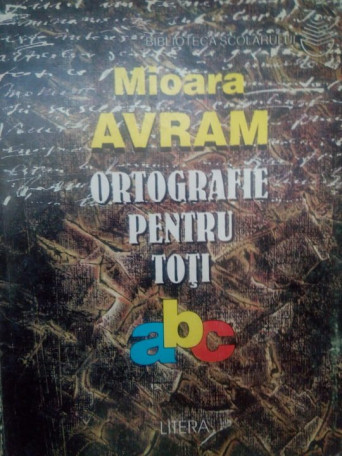 BIBLIOTECA ȘCOLARULUI
Mioara
AVRAM
ORTOGRAFIE
PENTRU
TOȚI
abc
LITERA